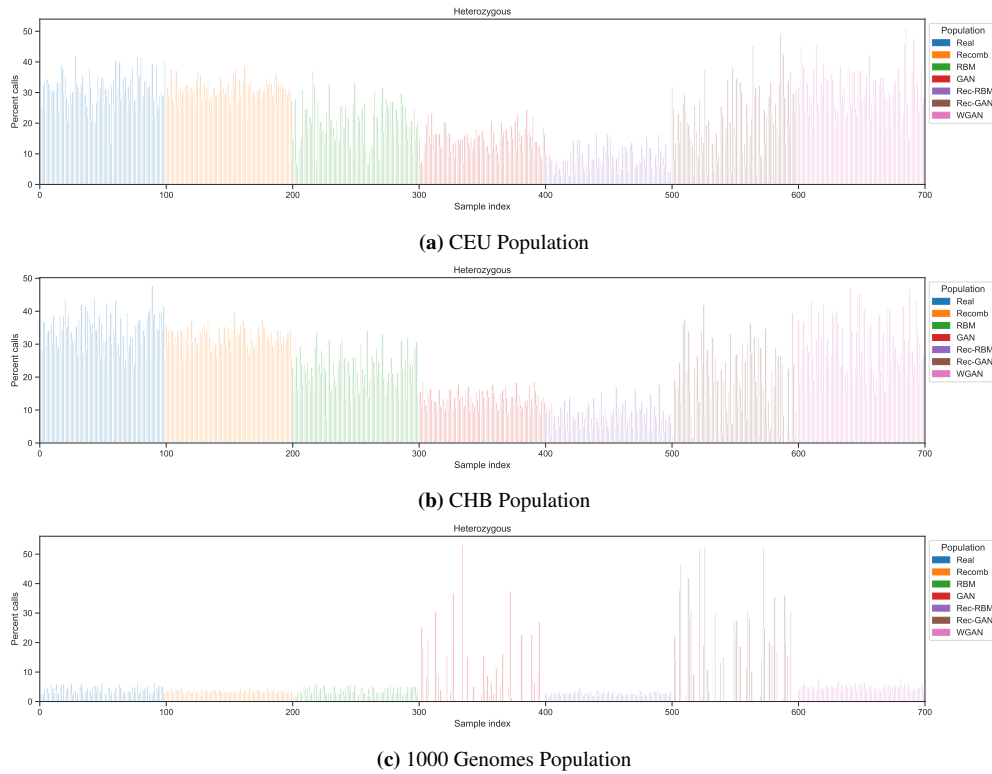 Heterozygous
Percent calls
50
40
30
20
10
0
0 100 200 300 400 500 600 700
Sample index
Population
Real
Recomb
RBM
GAN
Rec-RBM
Rec-GAN
WGAN
(a) CEU Population
Heterozygous
Percent calls
50
40
30
20
10
0
0 100 200 300 400 500 600 700
Sample index
Population
Real
Recomb
RBM
GAN
Rec-RBM
Rec-GAN
WGAN
(b) CHB Population
Heterozygous
Percent calls
50
40
30
20
10
0
0 100 200 300 400 500 600 700
Sample index
Population
Real
Recomb
RBM
GAN
Rec-RBM
Rec-GAN
WGAN
(c) 1000 Genomes Population